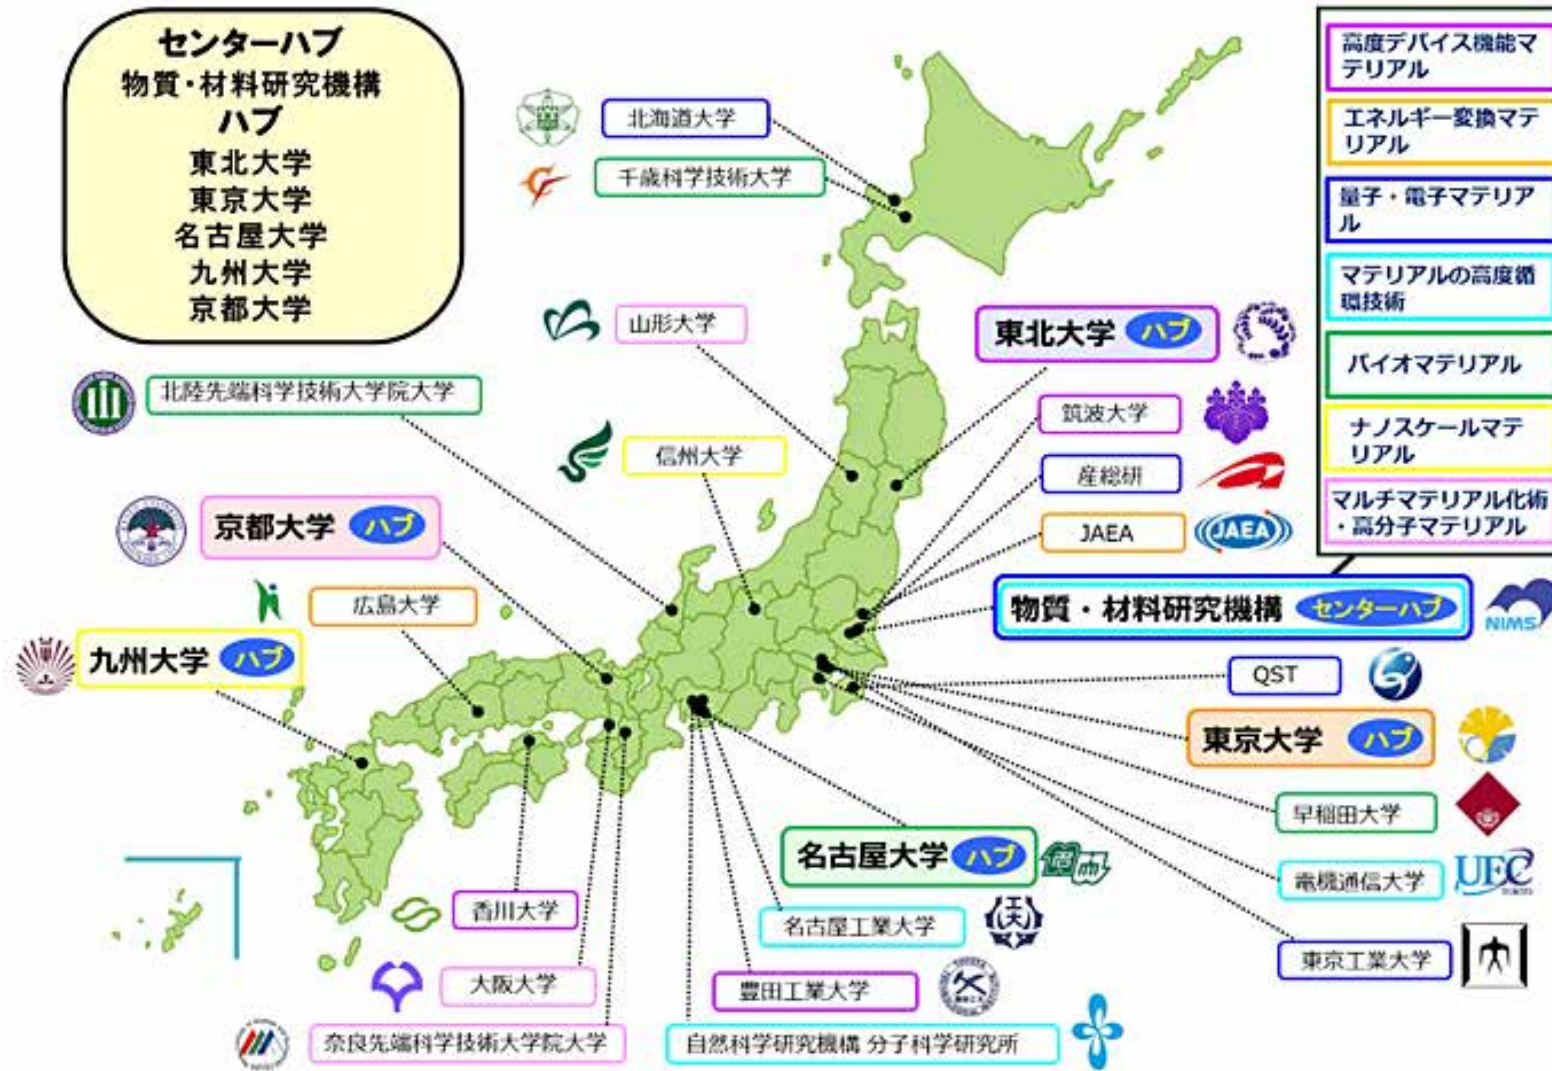 センターハブ
物質・材料研究機構
ハブ
東北大学
東京大学
名古屋大学
九州大学
京都大学
高度デバイス機能マ
テリアル
エネルギー変換マテ
リアル
量子・電子マテリア
ル
マテリアルの高度循
環技術
バイオマテリアル
ナノスケールマテ
リアル
マルチマテリアル化術
・高分子マテリアル
北海道大学
千歳科学技術大学
山形大学
東北大学 ハブ
北陸先端科学技術大学院大学
筑波大学
信州大学
産総研
京都大学 ハブ
JAEA
JAEA
広島大学
物質・材料研究機構 センターハブ
NIMS
九州大学 ハブ
QST
東京大学 ハブ
早稲田大学
名古屋大学 ハブ
電機通信大学
UEC
香川大学
名古屋工業大学
東京工業大学
大阪大学
豊田工業大学
奈良先端科学技術大学院大学
自然科学研究機構 分子科学研究所